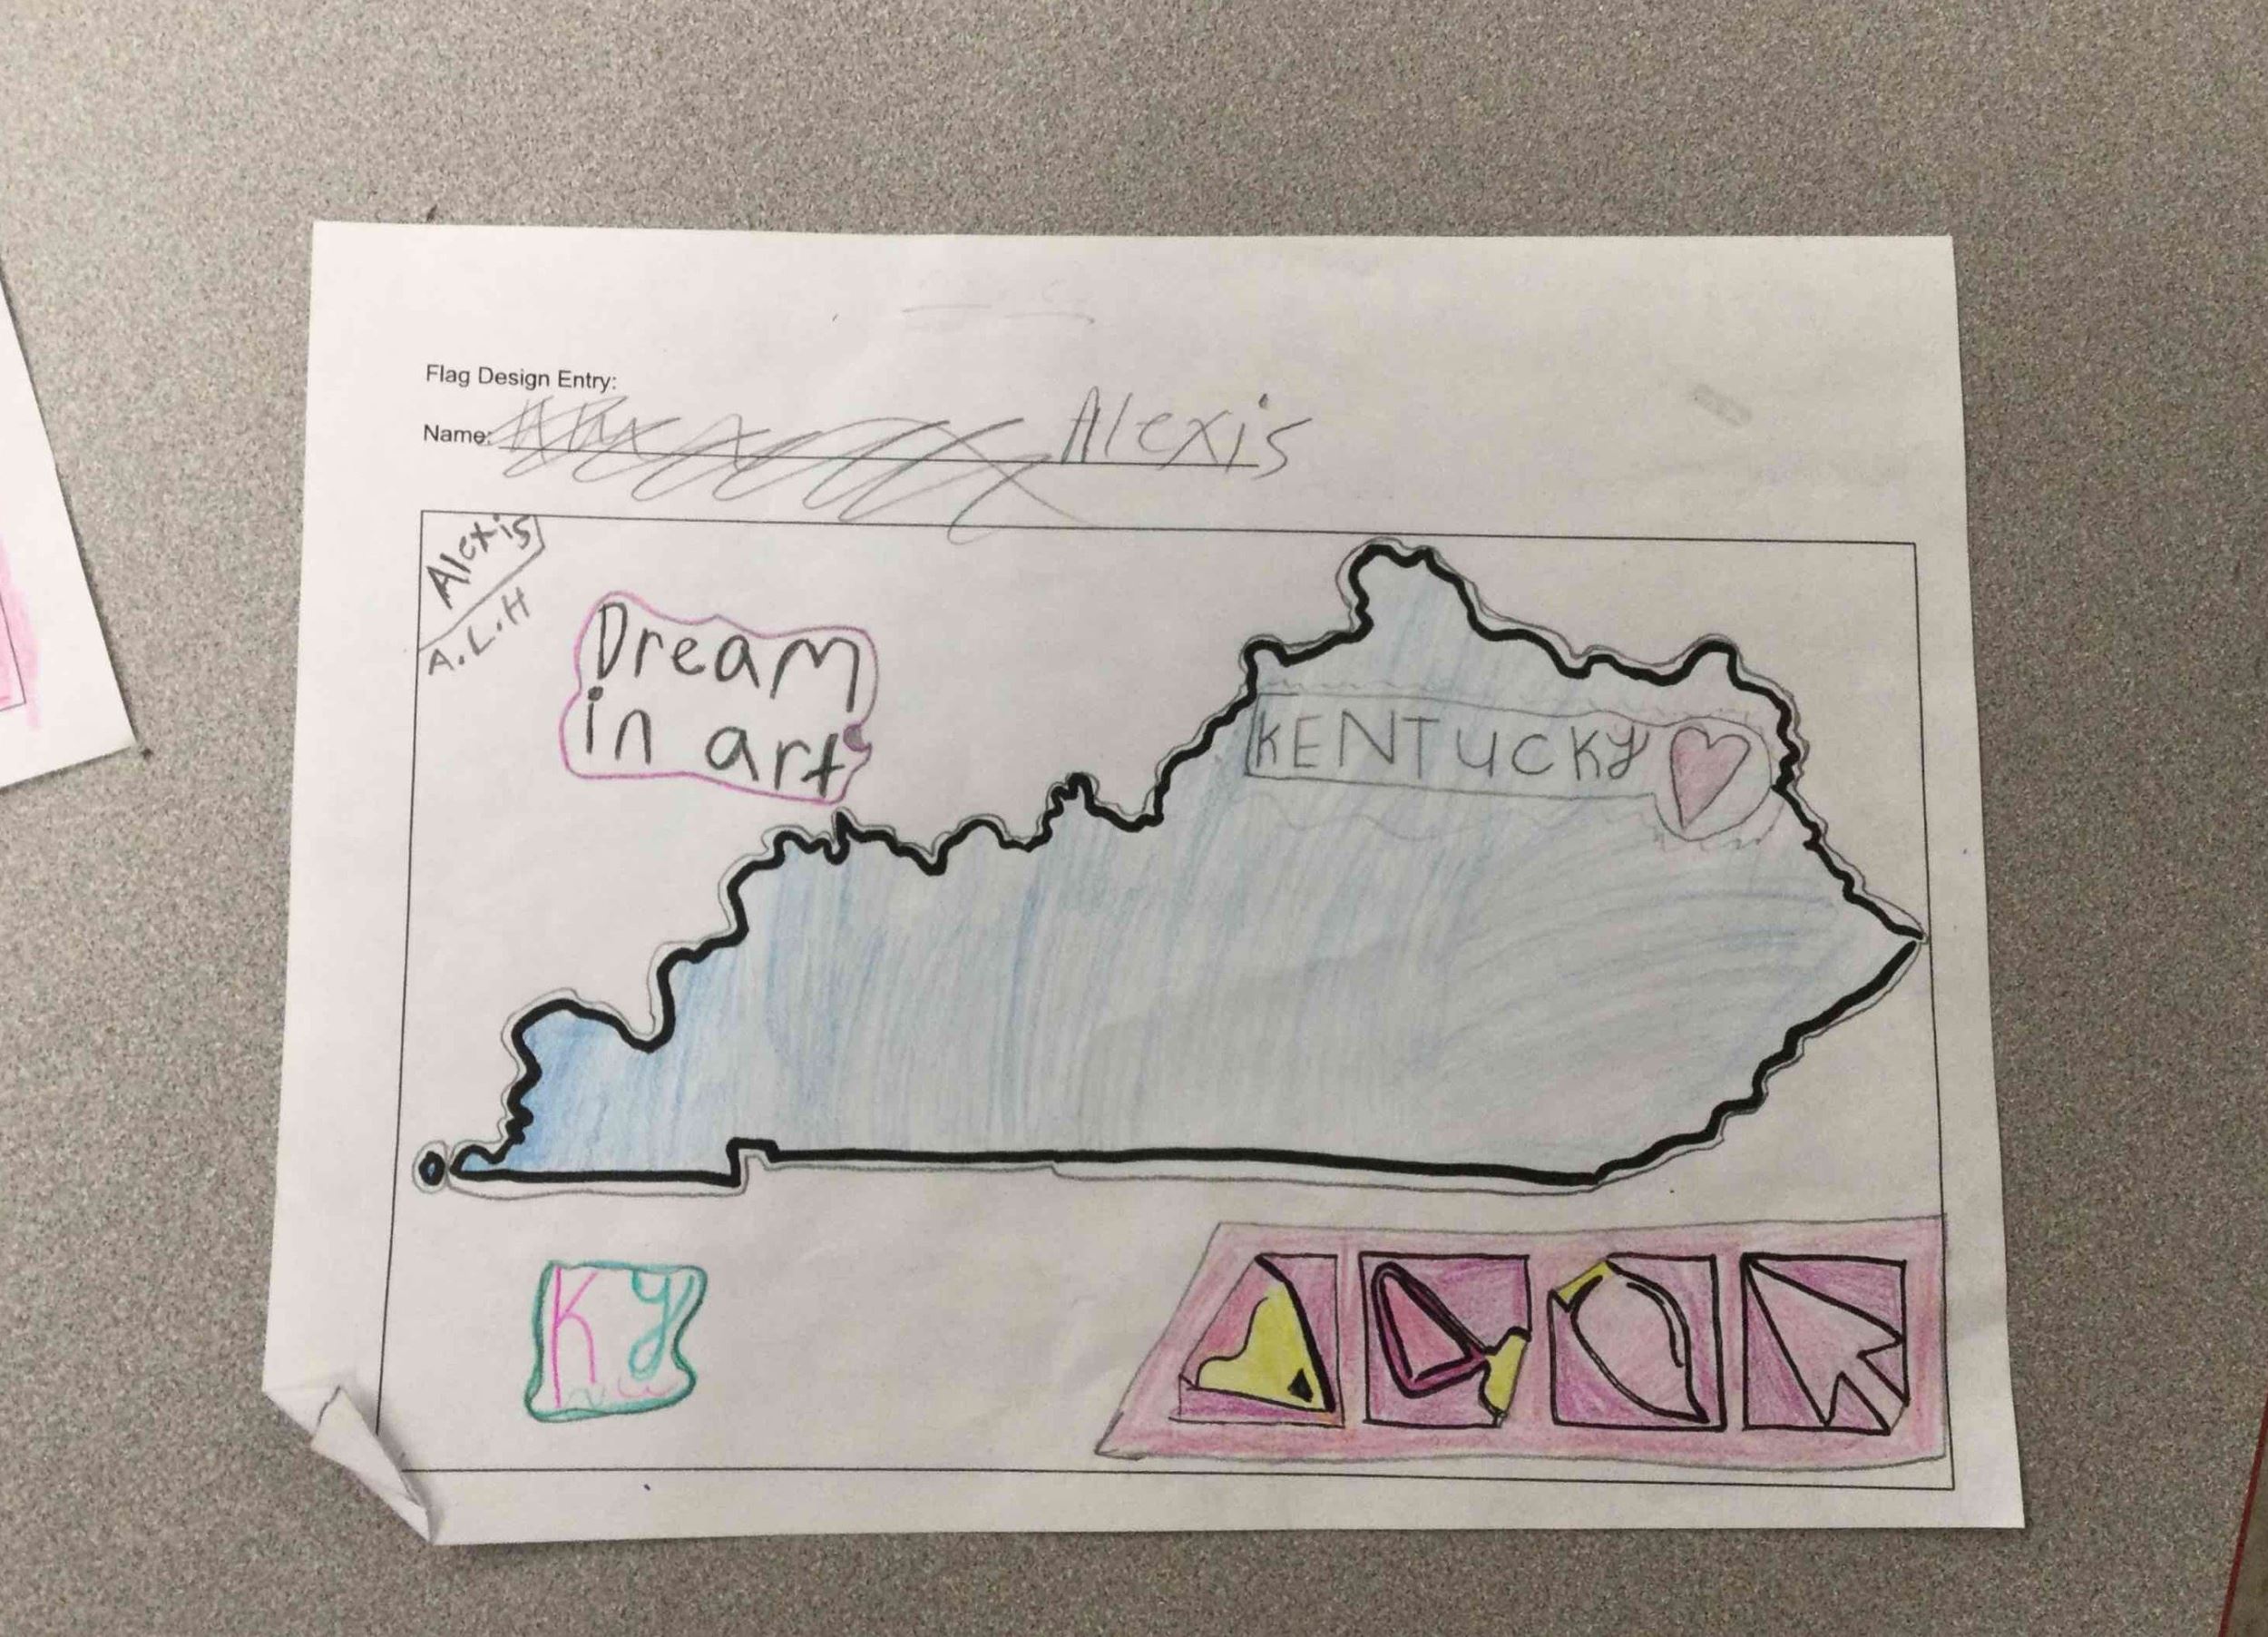 Flag Design Entry:
Name: Alexis
Alexis
A.L.H
Dream
in art
KENTUCKY
KY